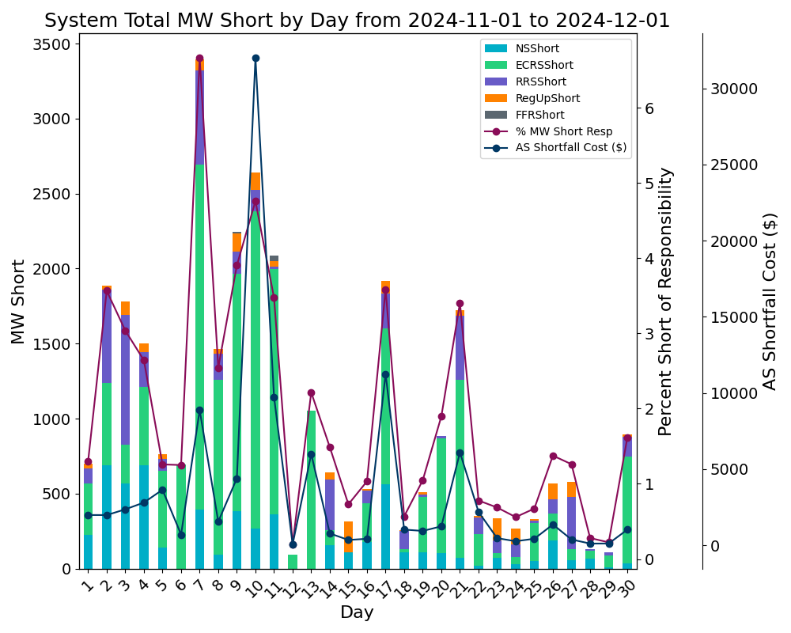 System Total MW Short by Day from 2024-11-01 to 2024-12-01
NSShort
ECRSShort
RRSShort
RegUpShort
FFRShort
% MW Short Resp
AS Shortfall Cost ($)
MW Short
3500
3000
2500
2000
1500
1000
500
0
Percent Short of Responsibility
6
5
4
3
2
1
0
AS Shortfall Cost ($)
30000
25000
20000
15000
10000
5000
0
1 2 3 4 5 6 7 8 9 10 11 12 13 14 15 16 17 18 19 20 21 22 23 24 25 26 27 28 29 30
Day